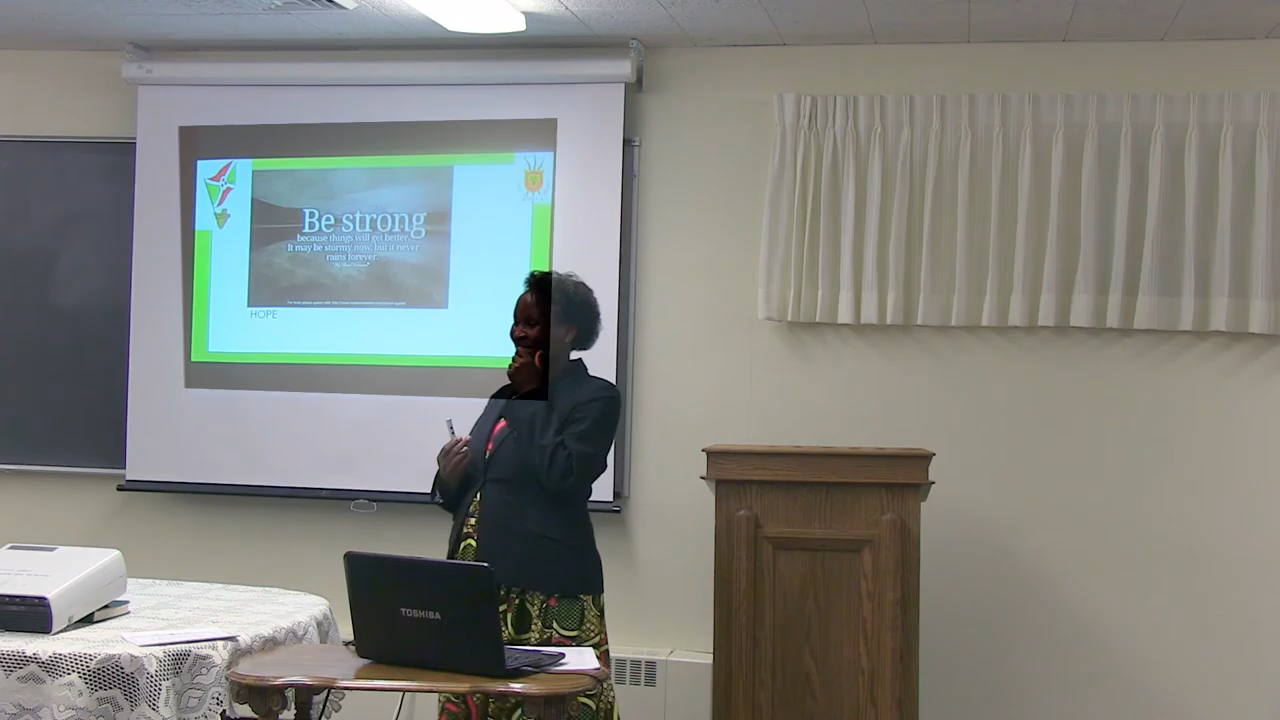 Be strong
because things will get better.
It may be stormy now, but it never
rains forever.
HOPE
TOSHIBA